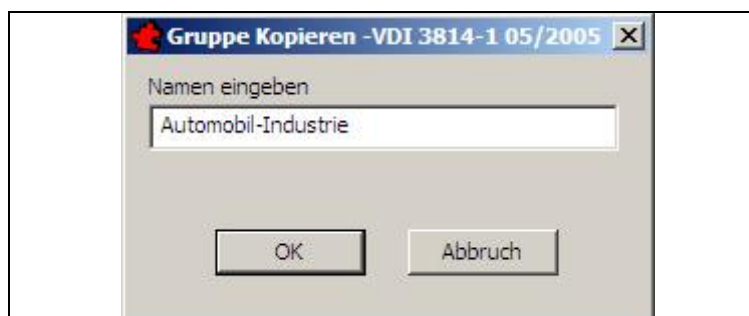 Gruppe Kopieren -VDI 3814-1 05/2005
Namen eingeben
Automobil-Industrie
OK Abbruch